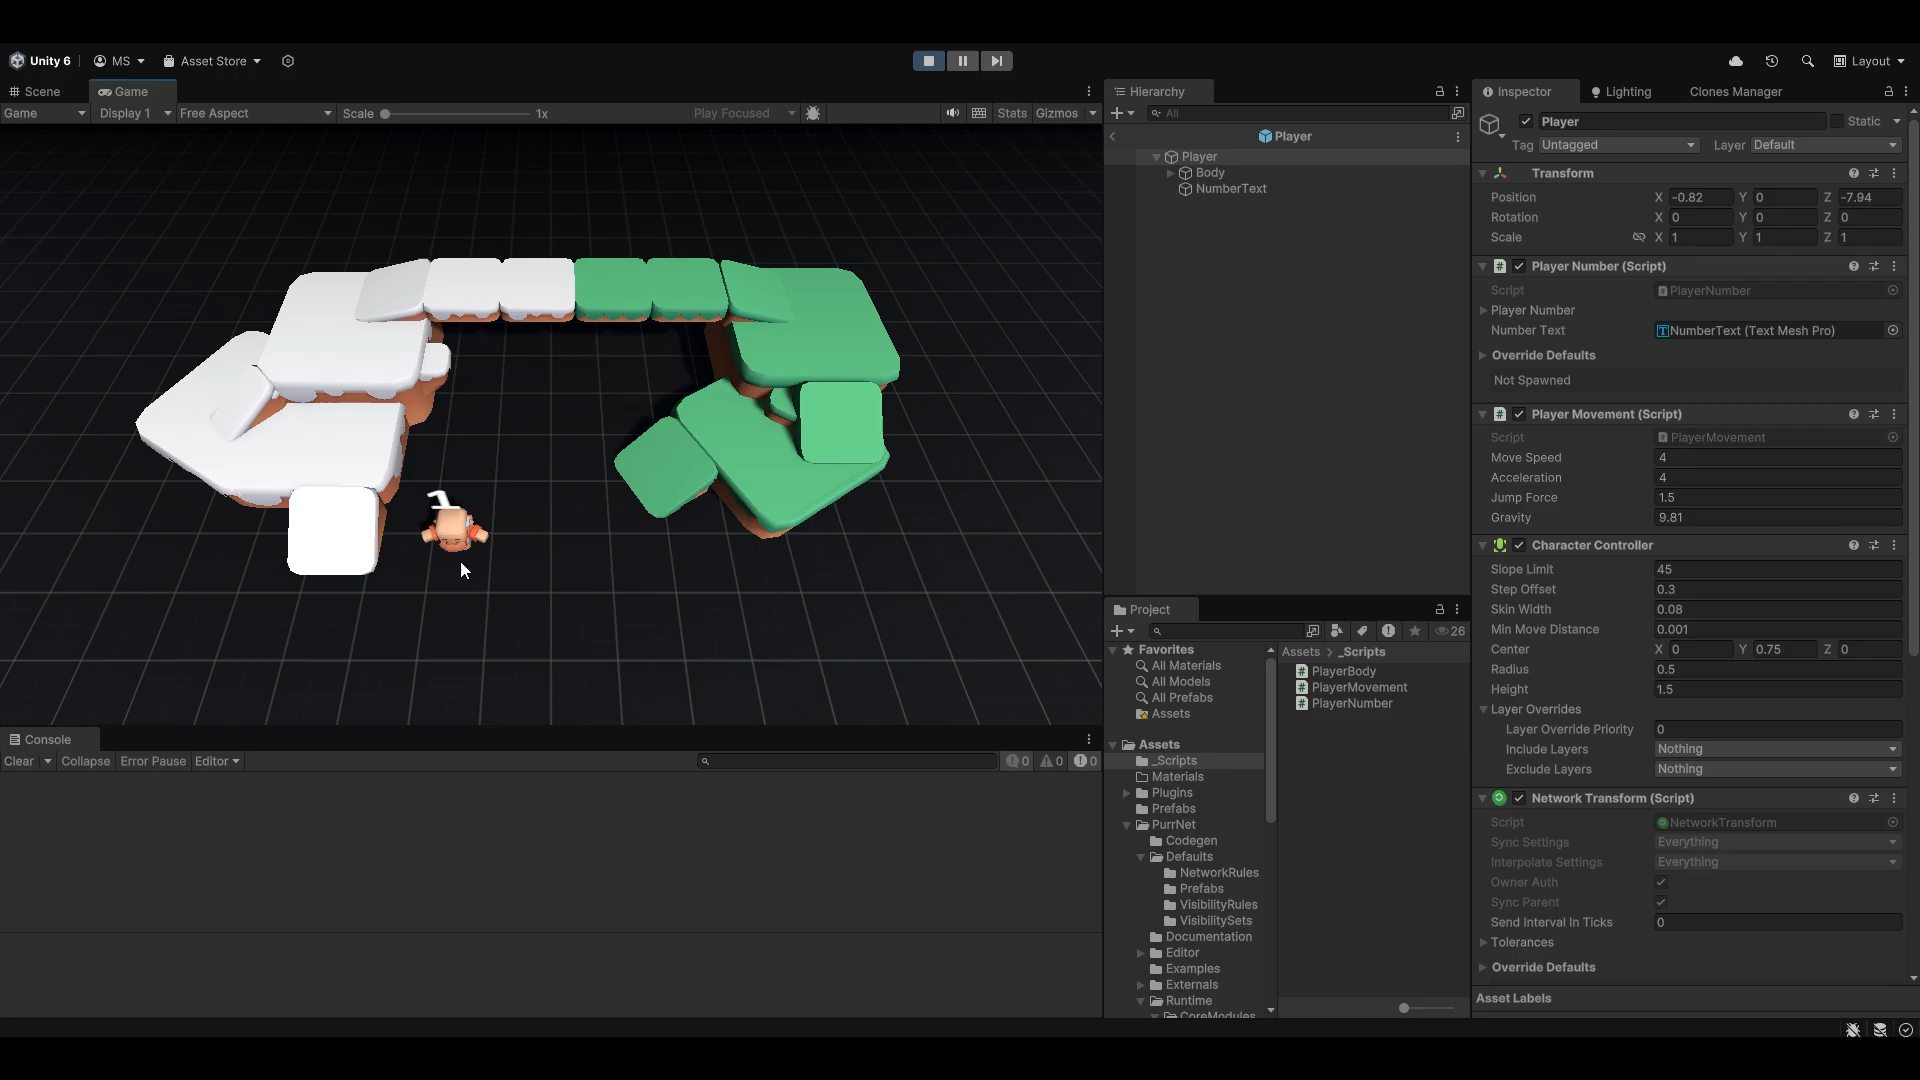 Unity 6 MS Asset Store Layout
Scene Game
Game Display 1 Free Aspect Scale 1x Play Focused Stats Gizmos
Console
Clear Collapse Error Pause Editor 0 0 0
Hierarchy
All
Player
Player
Body
NumberText
Project
26
Favorites
All Materials
All Models
All Prefabs
Assets
Assets
_Scripts
Materials
Plugins
Prefabs
PurrNet
Codegen
Defaults
NetworkRules
Prefabs
VisibilityRules
VisibilitySets
Documentation
Editor
Examples
Externals
Runtime
CoreModules
Assets > _Scripts
PlayerBody
PlayerMovement
PlayerNumber
Inspector Lighting Clones Manager
Player Static
Tag Untagged Layer Default
Transform
Position X -0.82 Y 0 Z -7.94
Rotation X 0 Y 0 Z 0
Scale X 1 Y 1 Z 1
Player Number (Script)
Script PlayerNumber
Player Number
Number Text NumberText (Text Mesh Pro)
Override Defaults
Not Spawned
Player Movement (Script)
Script PlayerMovement
Move Speed 4
Acceleration 4
Jump Force 1.5
Gravity 9.81
Character Controller
Slope Limit 45
Step Offset 0.3
Skin Width 0.08
Min Move Distance 0.001
Center X 0 Y 0.75 Z 0
Radius 0.5
Height 1.5
Layer Overrides
Layer Override Priority 0
Include Layers Nothing
Exclude Layers Nothing
Network Transform (Script)
Script NetworkTransform
Sync Settings Everything
Interpolate Settings Everything
Owner Auth
Sync Parent
Send Interval In Ticks 0
Tolerances
Override Defaults
Asset Labels